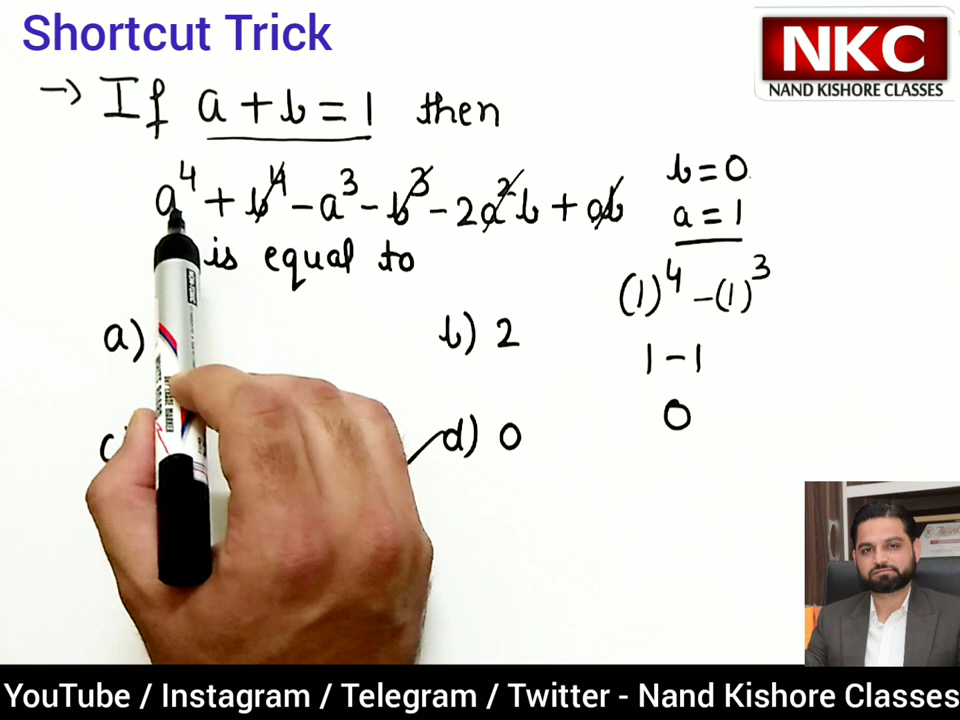 Shortcut Trick
NKC
NAND KISHORE CLASSES
→ If a + b = 1 then
a⁴ + b⁴ - a³ - b³ - 2a²b + ab
is equal to
a)
b) 2
c)
d) 0
b = 0
a = 1
(1)⁴ - (1)³
1 - 1
0
YouTube / Instagram / Telegram / Twitter - Nand Kishore Classes